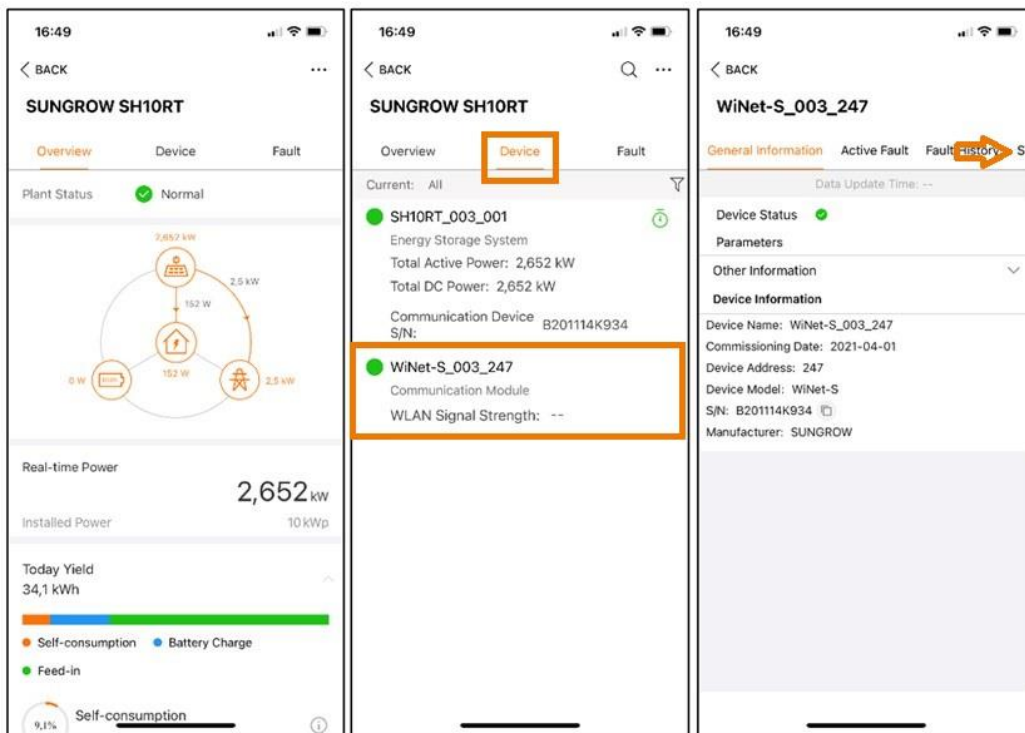 16:49
BACK
SUNGROW SH10RT
Overview Device Fault
Plant Status Normal
2,652 kW
2,5 kW
152 W
0 W
152 W
2,5 kW
Real-time Power
2,652 kW
Installed Power 10 kWp
Today Yield
34,1 kWh
Self-consumption Battery Charge
Feed-in
9,1% Self-consumption
16:49
BACK
SUNGROW SH10RT
Overview Device Fault
Current: All
SH10RT_003_001
Energy Storage System
Total Active Power: 2,652 kW
Total DC Power: 2,652 kW
Communication Device S/N: B201114K934
WiNet-S_003_247
Communication Module
WLAN Signal Strength: --
16:49
BACK
WiNet-S_003_247
General Information Active Fault Fault History S
Data Update Time: --
Device Status
Parameters
Other Information
Device Information
Device Name: WiNet-S_003_247
Commissioning Date: 2021-04-01
Device Address: 247
Device Model: WiNet-S
S/N: B201114K934
Manufacturer: SUNGROW